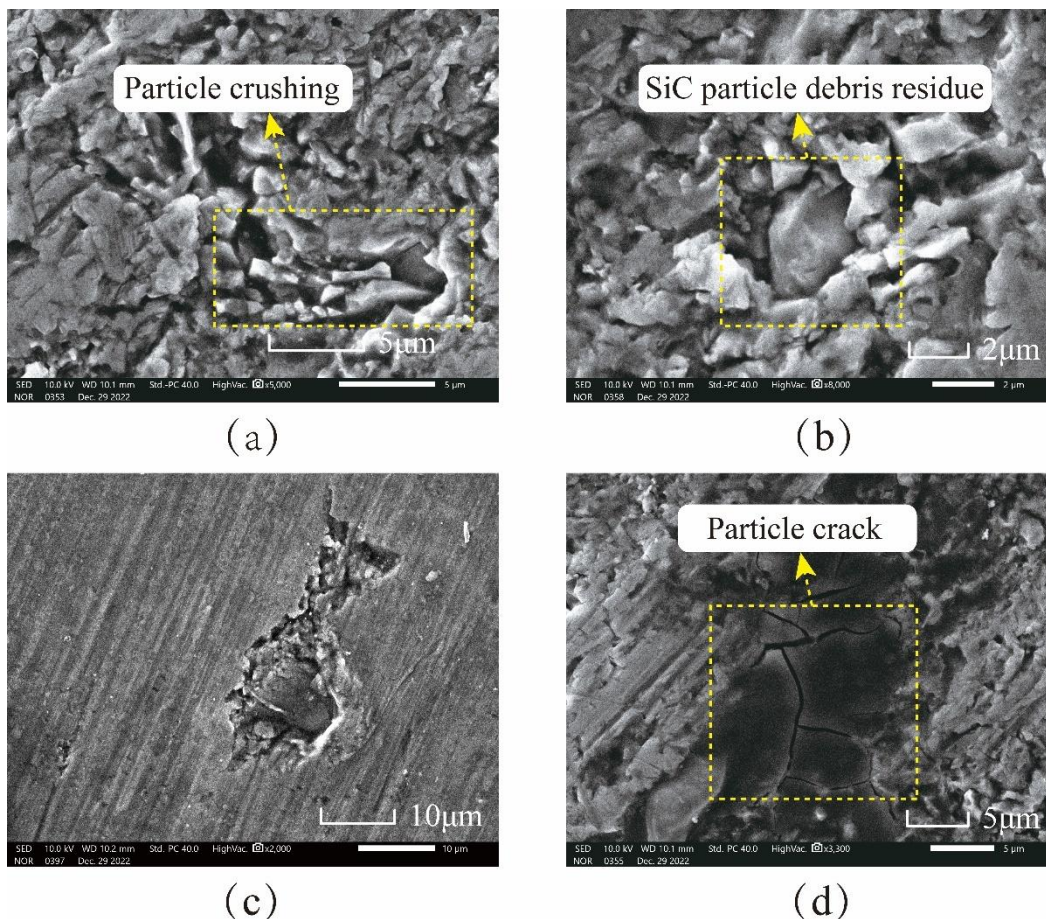 Particle crushing
5μm
SED 10.0 kV WD 10.1 mm Std.-PC 40.0 HighVac. x5,000 5 μm
NOR 0353 Dec. 29 2022
(a)
SiC particle debris residue
2μm
SED 10.0 kV WD 10.1 mm Std.-PC 40.0 HighVac. x8,000 2 μm
NOR 0358 Dec. 29 2022
(b)
10μm
SED 10.0 kV WD 10.2 mm Std.-PC 40.0 HighVac. x2,000 10 μm
NOR 0397 Dec. 29 2022
(c)
Particle crack
5μm
SED 10.0 kV WD 10.0 mm Std.-PC 40.0 HighVac. x3,300 5 μm
NOR 0355 Dec. 29 2022
(d)